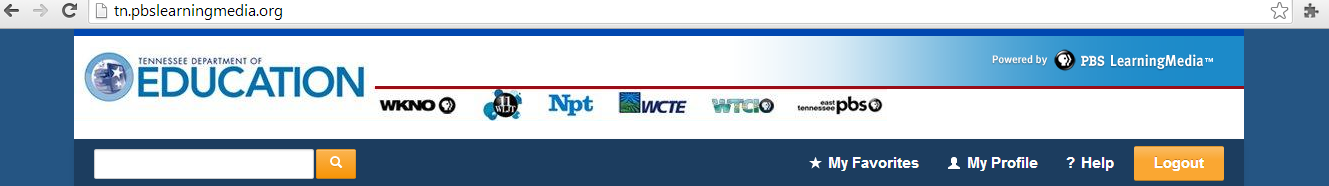 tn.pbslearningmedia.org
TENNESSEE DEPARTMENT OF
EDUCATION
Powered by PBS LearningMedia™
WKNO 11 WLJT Npt WCTE WTCI east tennessee pbs
★ My Favorites My Profile ? Help Logout